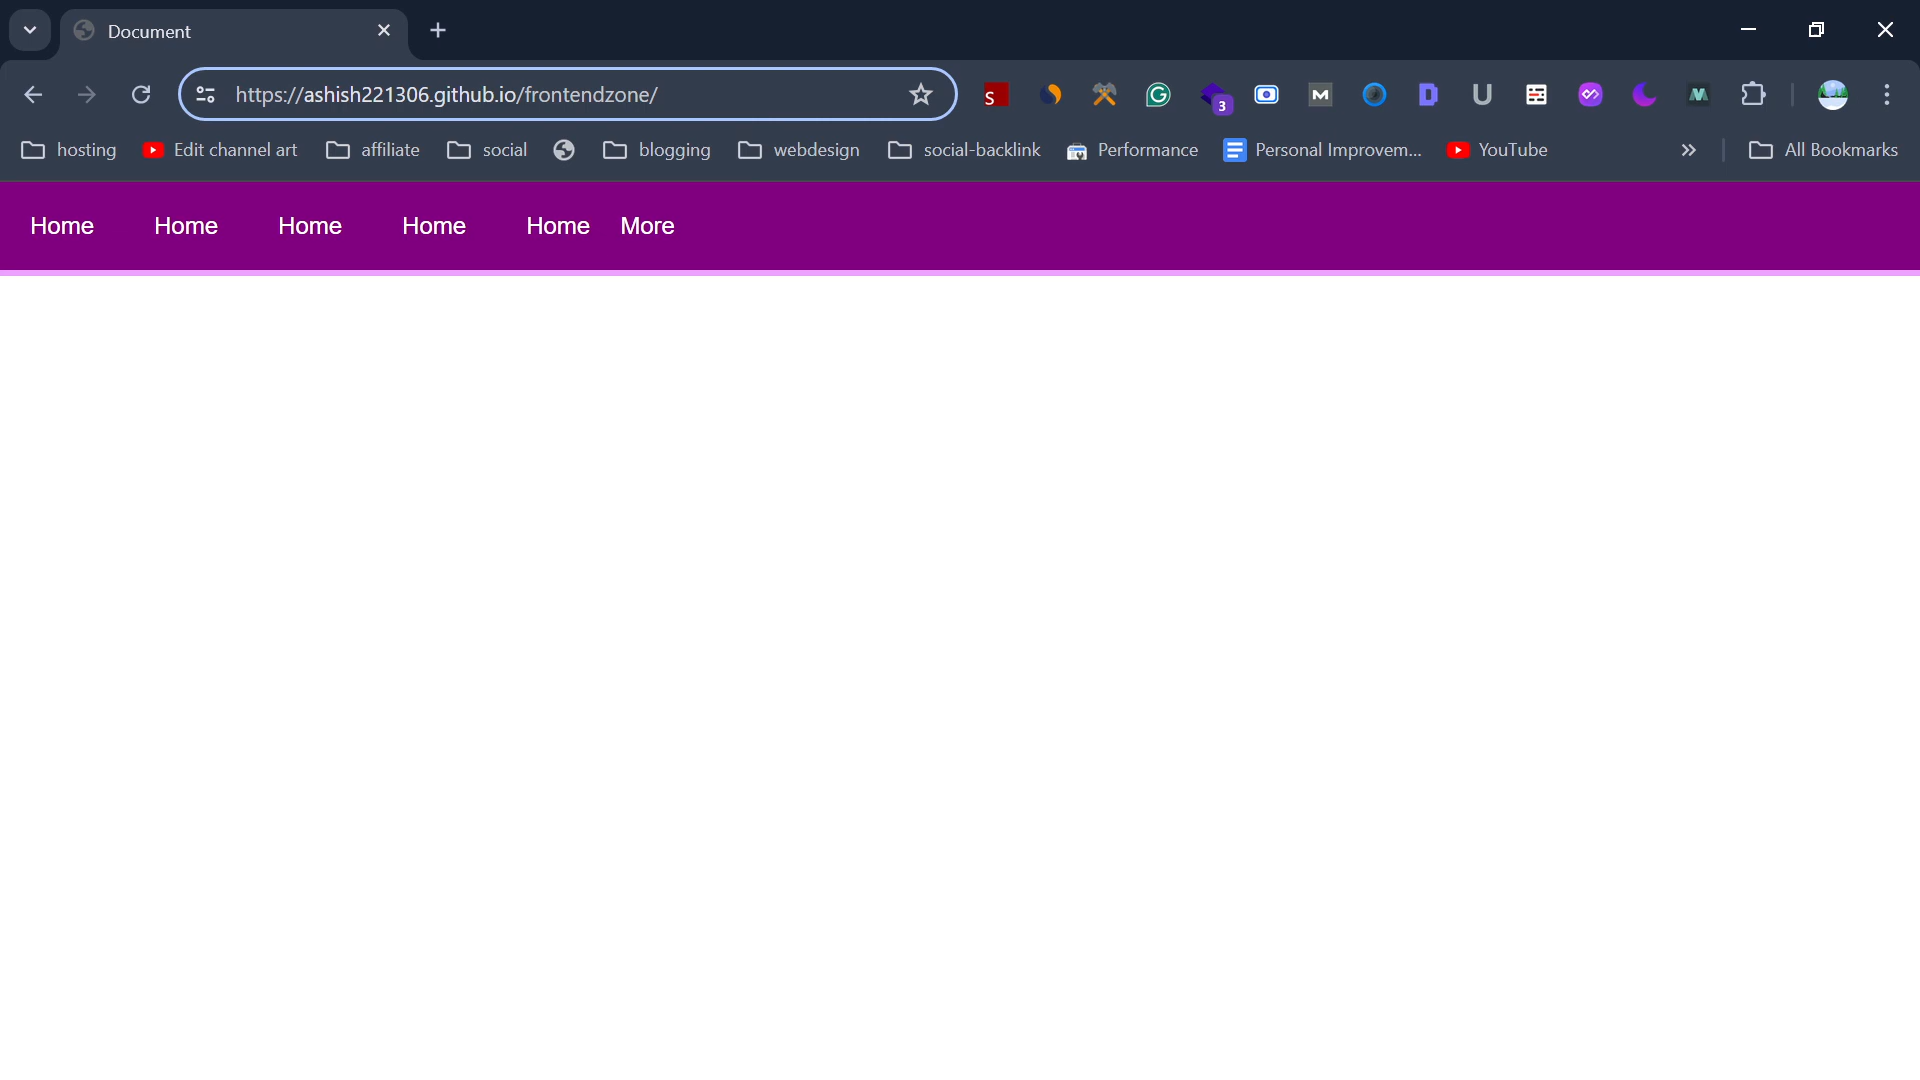 Document
https://ashish221306.github.io/frontendzone/
S
3
M
D
U
hosting Edit channel art affiliate social blogging webdesign social-backlink Performance Personal Improvem... YouTube » All Bookmarks
Home Home Home Home Home More